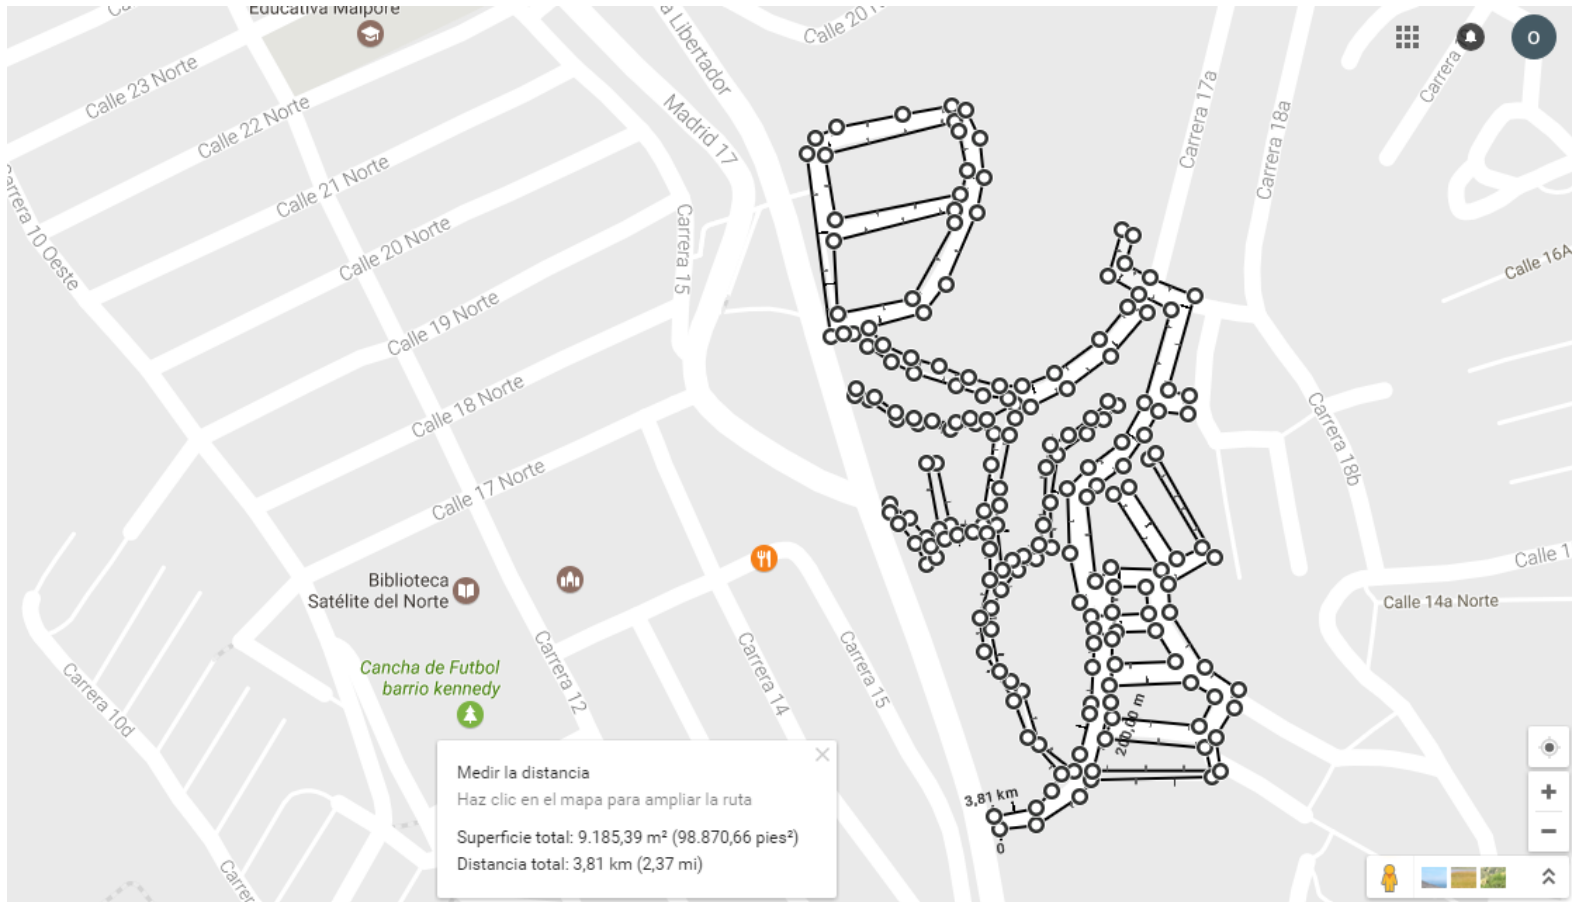 Educativa Maipore
Calle 201
a Libertador
Carrera
Calle 23 Norte
Calle 22 Norte
Madrid 17
Carrera 17a
Carrera 18a
Calle 21 Norte
Carrera 10 Oeste
Calle 20 Norte
Carrera 15
Calle 16A
Calle 19 Norte
Calle 18 Norte
Carrera 18b
Calle 17 Norte
Calle 1
Biblioteca
Satélite del Norte
Calle 14a Norte
Cancha de Futbol
barrio kennedy
Carrera 12
Carrera 14
Carrera 15
Carrera 10d
200,00 m
3,81 km
0
Carrer
O
Medir la distancia
Haz clic en el mapa para ampliar la ruta
Superficie total: 9.185,39 m² (98.870,66 pies²)
Distancia total: 3,81 km (2,37 mi)